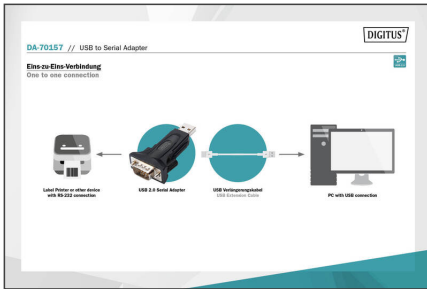 DIGITUS®
DA-70157 // USB to Serial Adapter
Eins-zu-Eins-Verbindung
One to one connection
Label Printer or other device
with RS-232 connection
USB 2.0 Serial Adapter
USB Verlängerungskabel
USB Extension Cable
PC with USB connection